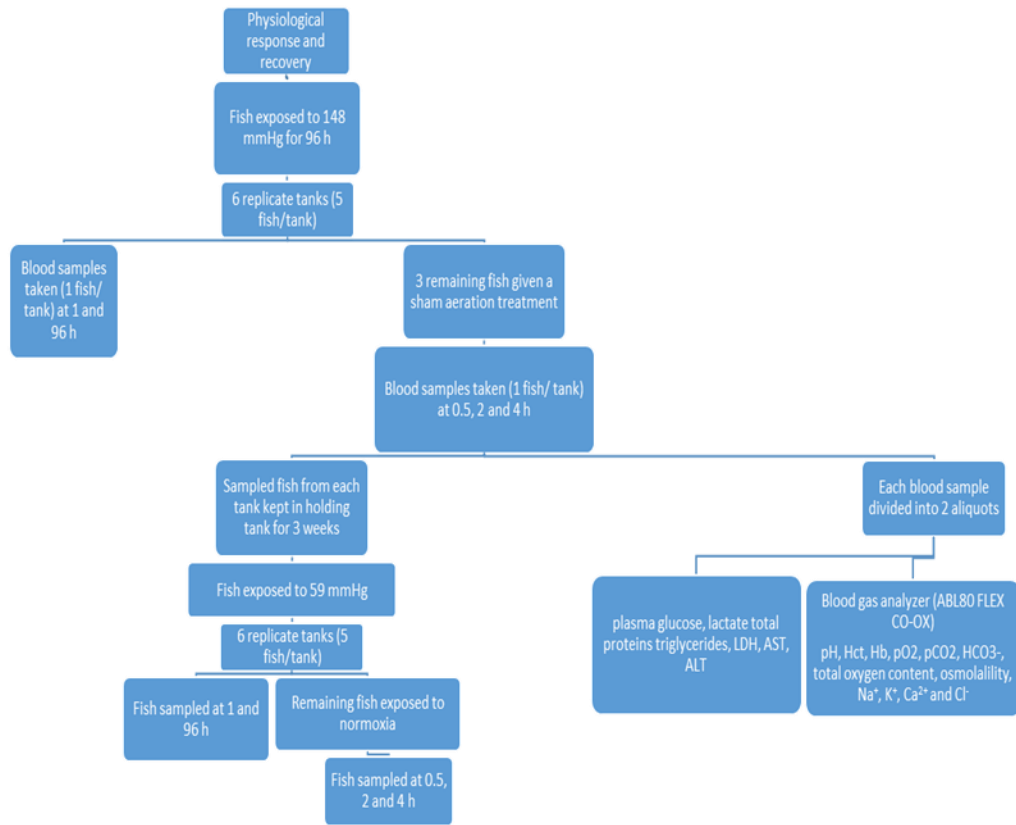 Physiological
response and
recovery
Fish exposed to 148
mmHg for 96 h
6 replicate tanks (5
fish/tank)
Blood samples
taken (1 fish/
tank) at 1 and
96 h
3 remaining fish given a
sham aeration treatment
Blood samples taken (1 fish/ tank)
at 0.5, 2 and 4 h
Sampled fish from each
tank kept in holding
tank for 3 weeks
Each blood sample
divided into 2 aliquots
Fish exposed to 59 mmHg
6 replicate tanks (5
fish/tank)
Fish sampled at 1 and
96 h
Remaining fish exposed to
normoxia
Fish sampled at 0.5,
2 and 4 h
plasma glucose, lactate total
proteins triglycerides, LDH, AST,
ALT
Blood gas analyzer (ABL80 FLEX
CO-OX)
pH, Hct, Hb, pO2, pCO2, HCO3-,
total oxygen content, osmolalility,
Na⁺, K⁺, Ca²⁺ and Cl⁻